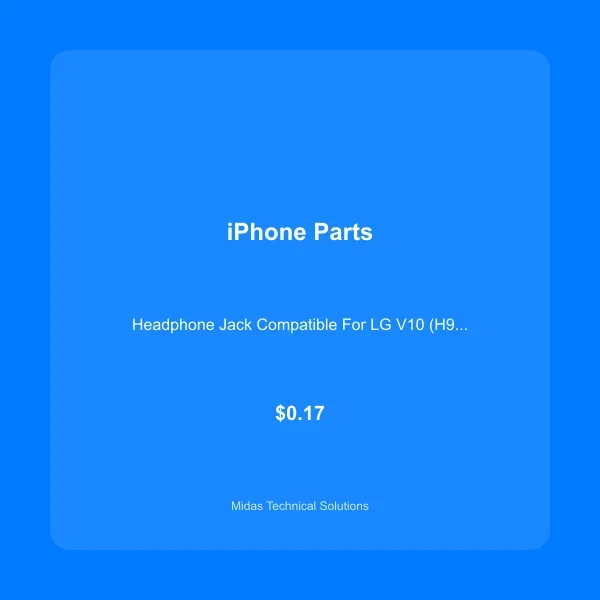 iPhone Parts
Headphone Jack Compatible For LG V10 (H9...
$0.17
Midas Technical Solutions